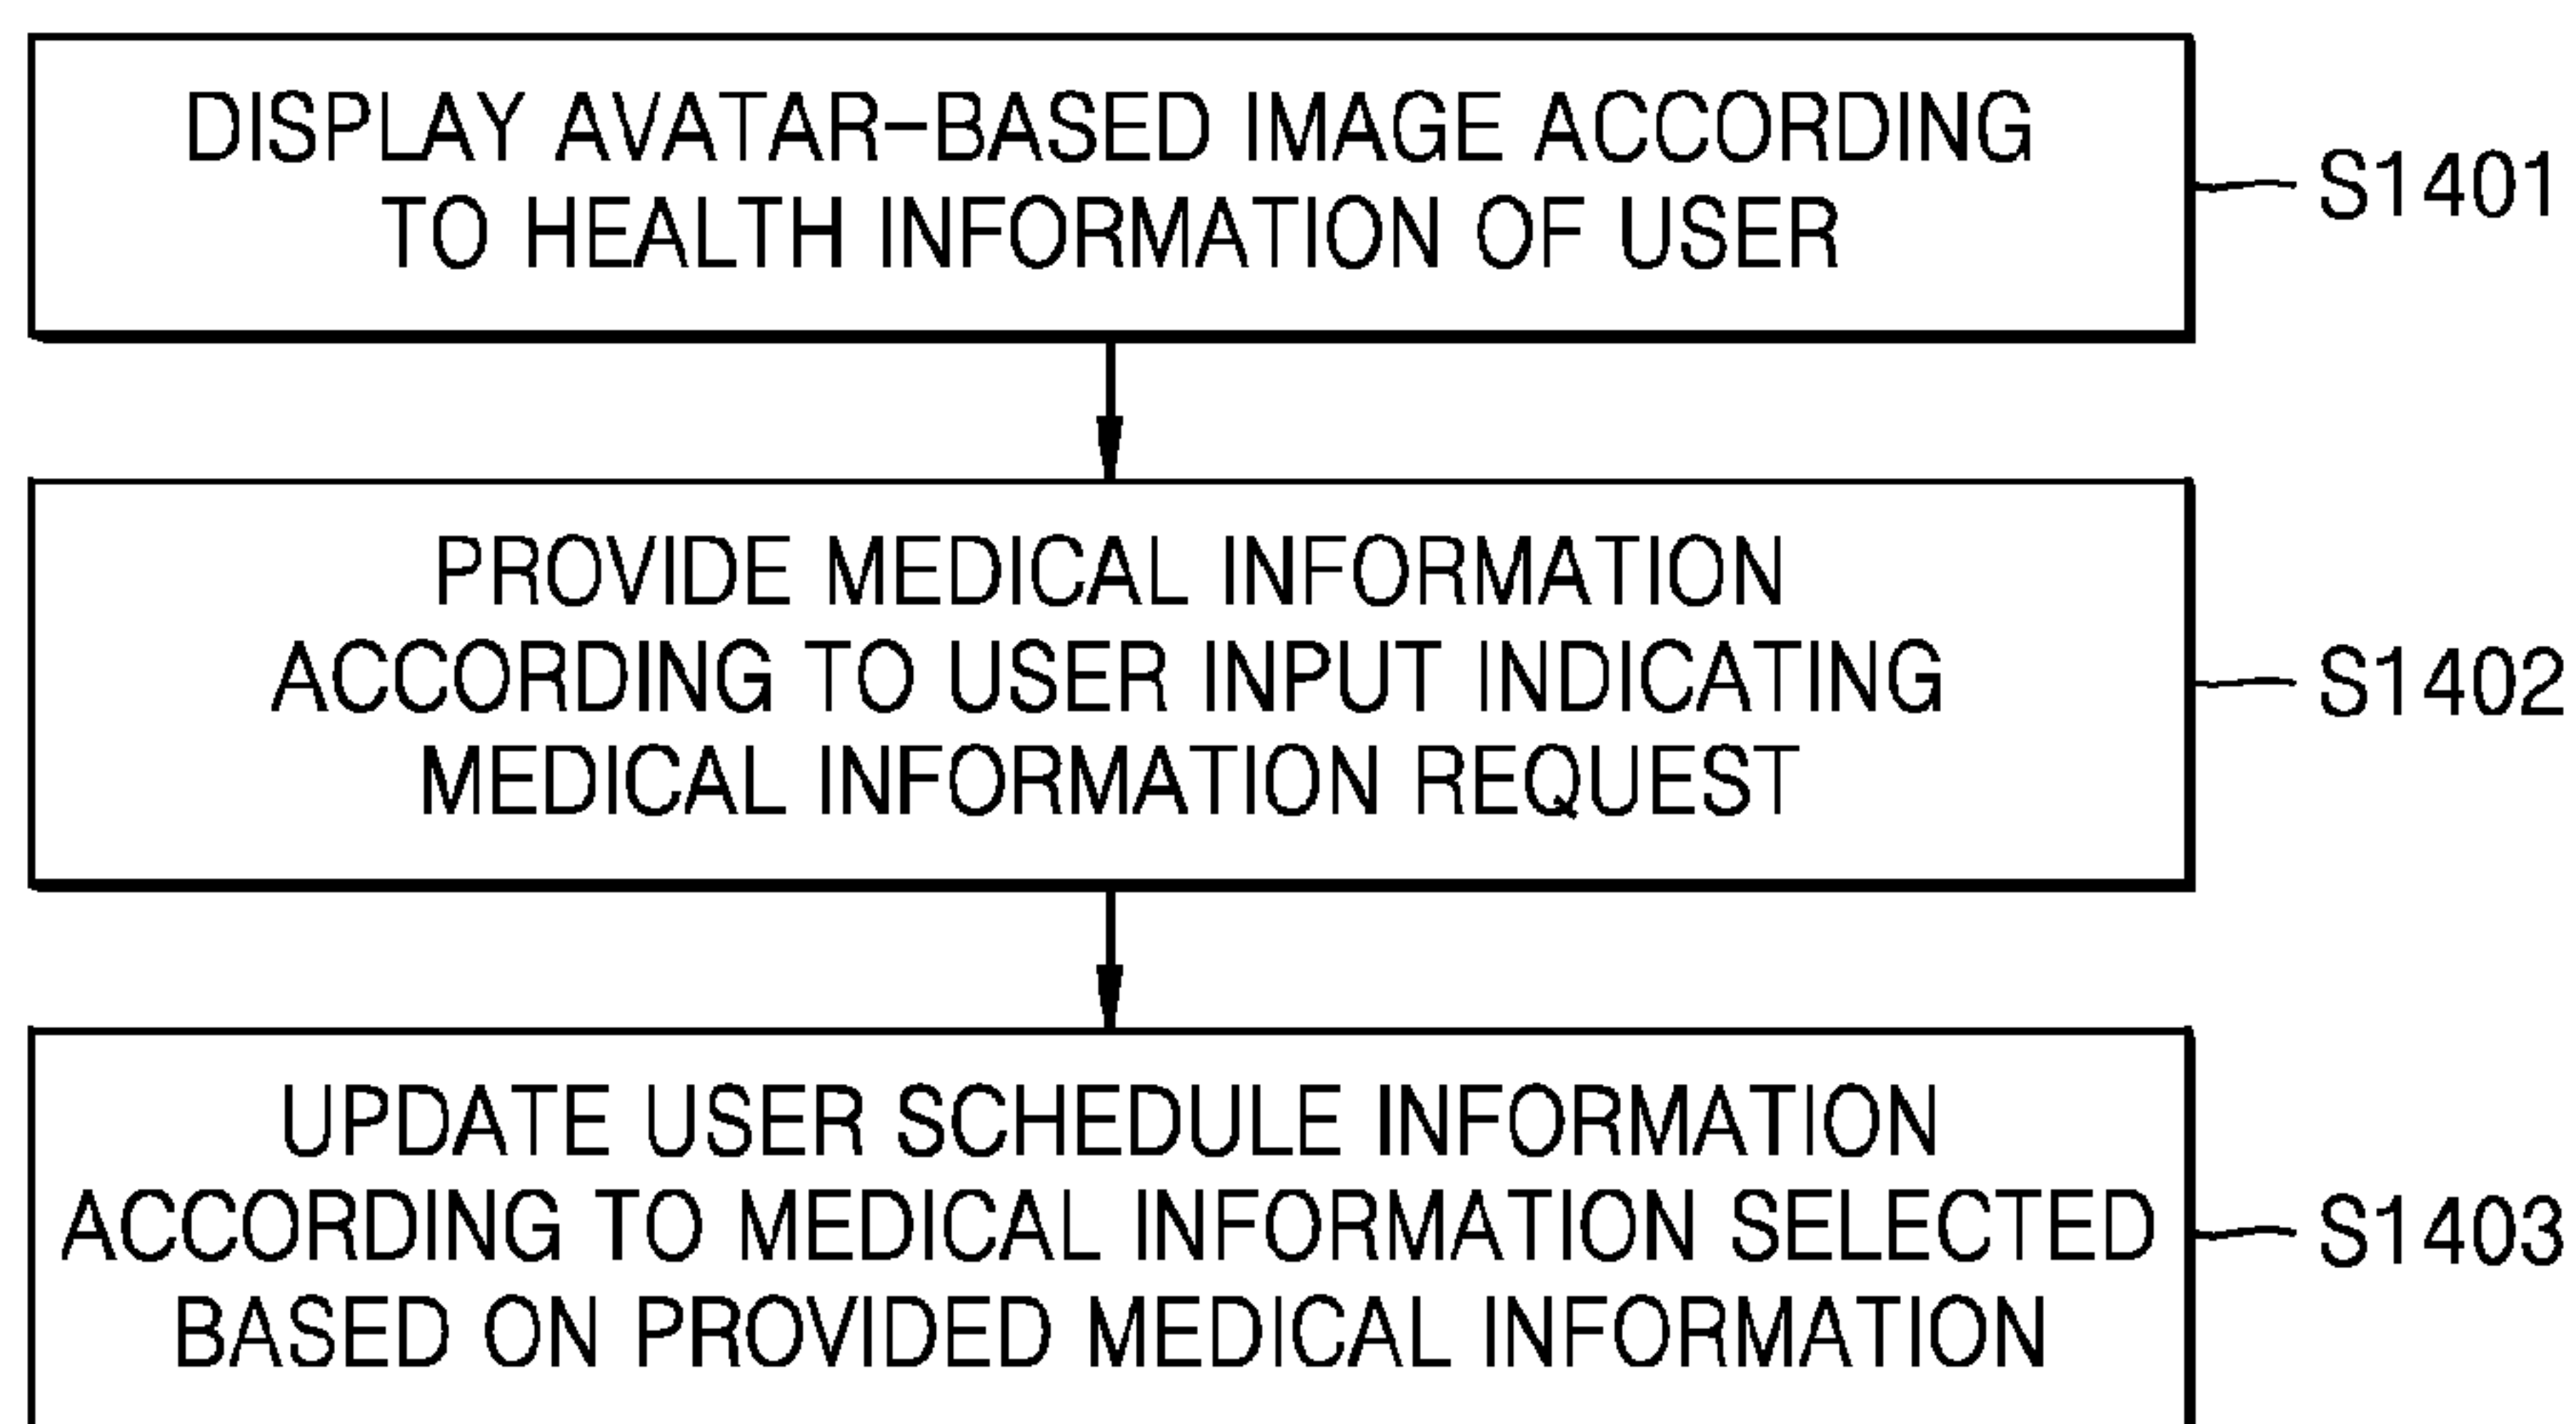 DISPLAY AVATAR-BASED IMAGE ACCORDING
TO HEALTH INFORMATION OF USER
S1401
PROVIDE MEDICAL INFORMATION
ACCORDING TO USER INPUT INDICATING
MEDICAL INFORMATION REQUEST
S1402
UPDATE USER SCHEDULE INFORMATION
ACCORDING TO MEDICAL INFORMATION SELECTED
BASED ON PROVIDED MEDICAL INFORMATION
S1403